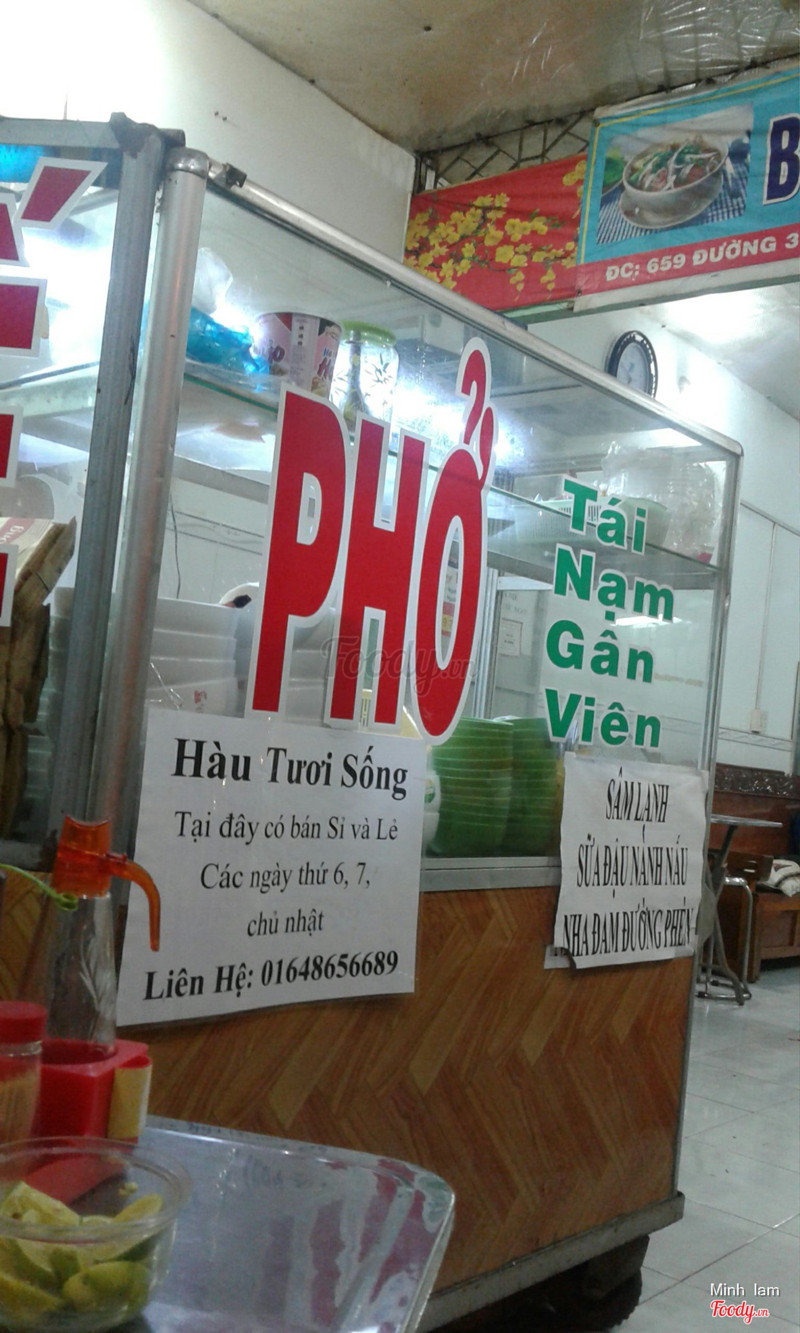 B
ĐC: 659 ĐƯỜNG 3
PHỞ
Tái
Nạm
Gân
Viên
Hàu Tươi Sống
Tại đây có bán Sỉ và Lẻ
Các ngày thứ 6, 7,
chủ nhật
Liên Hệ: 01648656689
SÂM LẠNH
SỮA ĐẬU NÀNH NẤU
NHA ĐAM ĐƯỜNG PHÈN
Foody.vn
Minh lam
Foody.vn